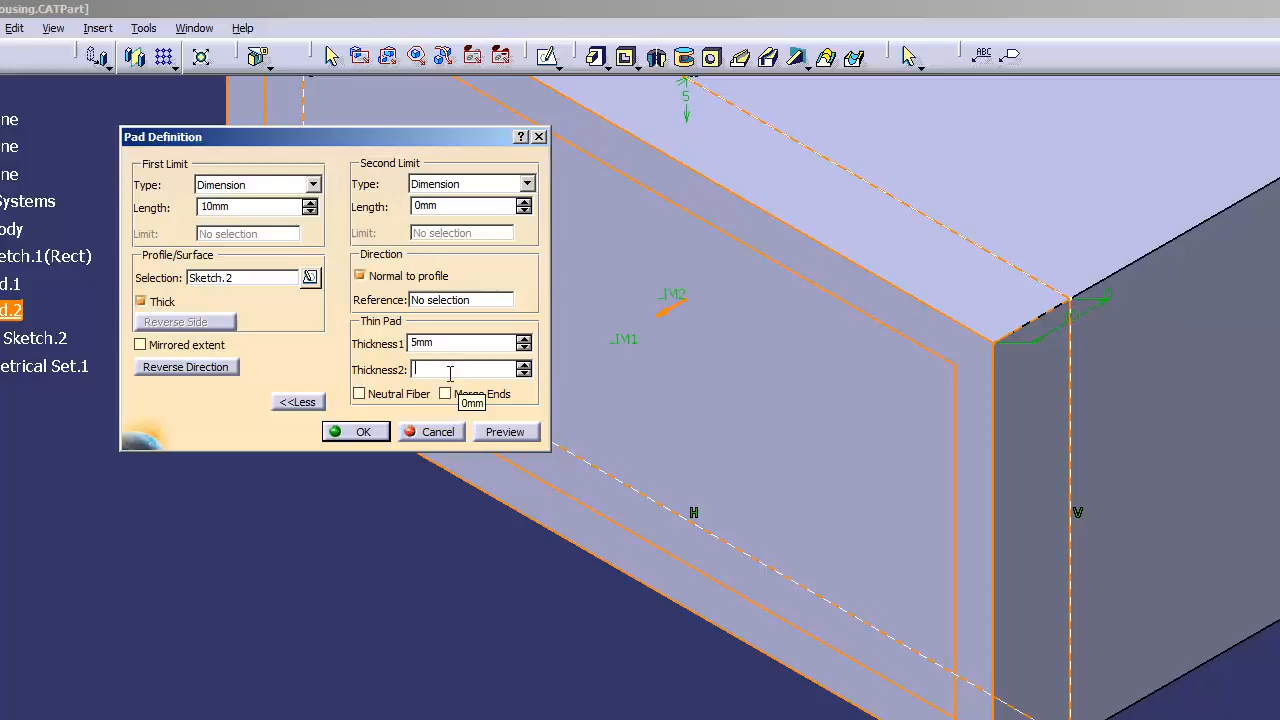 ousing.CATPart]
Edit View Insert Tools Window Help
ABC
ne
ne
ne
Systems
ody
etch.1(Rect)
d.1
d.2
Sketch.2
etrical Set.1
Pad Definition
First Limit
Type: Dimension
Length: 10mm
Limit: No selection
Profile/Surface
Selection: Sketch.2
Thick
Reverse Side
Mirrored extent
Reverse Direction
<<Less
Second Limit
Type: Dimension
Length: 0mm
Limit: No selection
Direction
Normal to profile
Reference: No selection
Thin Pad
Thickness1 5mm
Thickness2:
Neutral Fiber
0mm
Ends
OK Cancel Preview
5
LIM2
LIM1
H
V